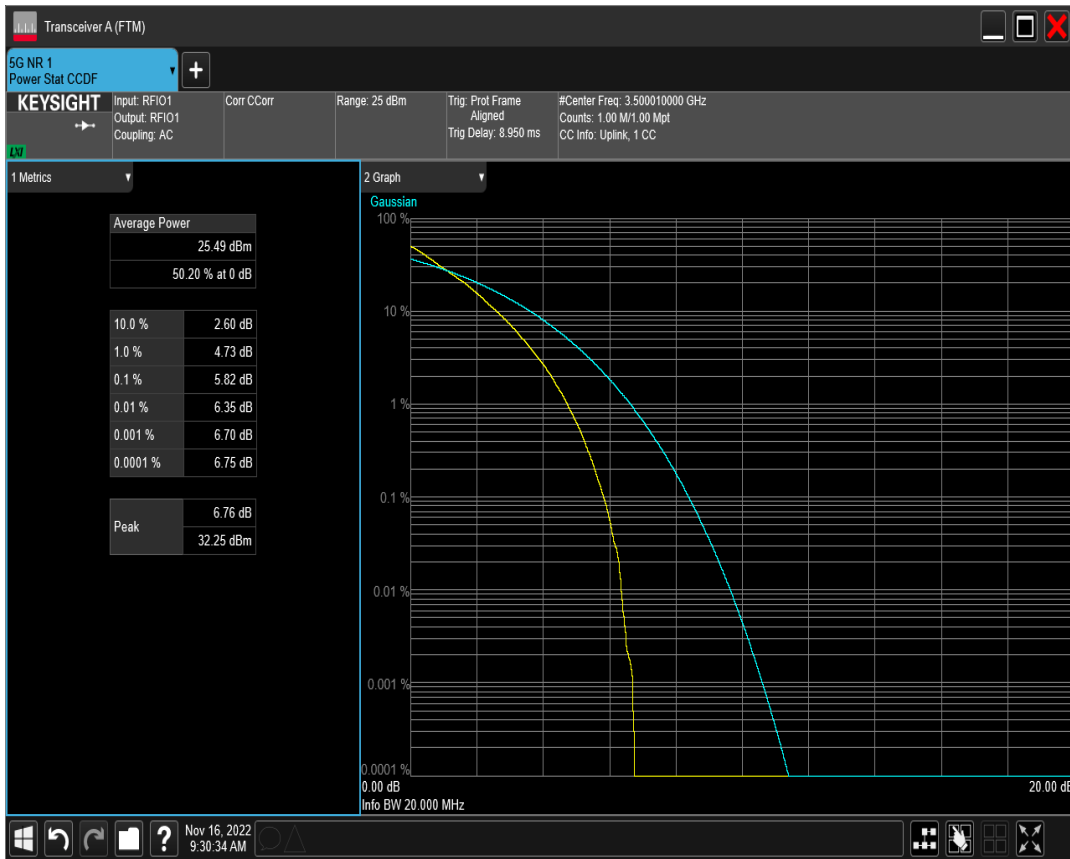 Transceiver A (FTM)
5G NR 1
Power Stat CCDF
+
KEYSIGHT
LXI
Input: RFIO1
Output: RFIO1
Coupling: AC
Corr CCorr
Range: 25 dBm
Trig: Prot Frame
Aligned
Trig Delay: 8.950 ms
#Center Freq: 3.500010000 GHz
Counts: 1.00 M/1.00 Mpt
CC Info: Uplink, 1 CC
1 Metrics
Average Power
25.49 dBm
50.20 % at 0 dB
10.0 % 2.60 dB
1.0 % 4.73 dB
0.1 % 5.82 dB
0.01 % 6.35 dB
0.001 % 6.70 dB
0.0001 % 6.75 dB
Peak
6.76 dB
32.25 dBm
2 Graph
Gaussian
100 %
10 %
1 %
0.1 %
0.01 %
0.001 %
0.0001 %
0.00 dB 20.00 dB
Info BW 20.000 MHz
?
Nov 16, 2022
9:30:34 AM